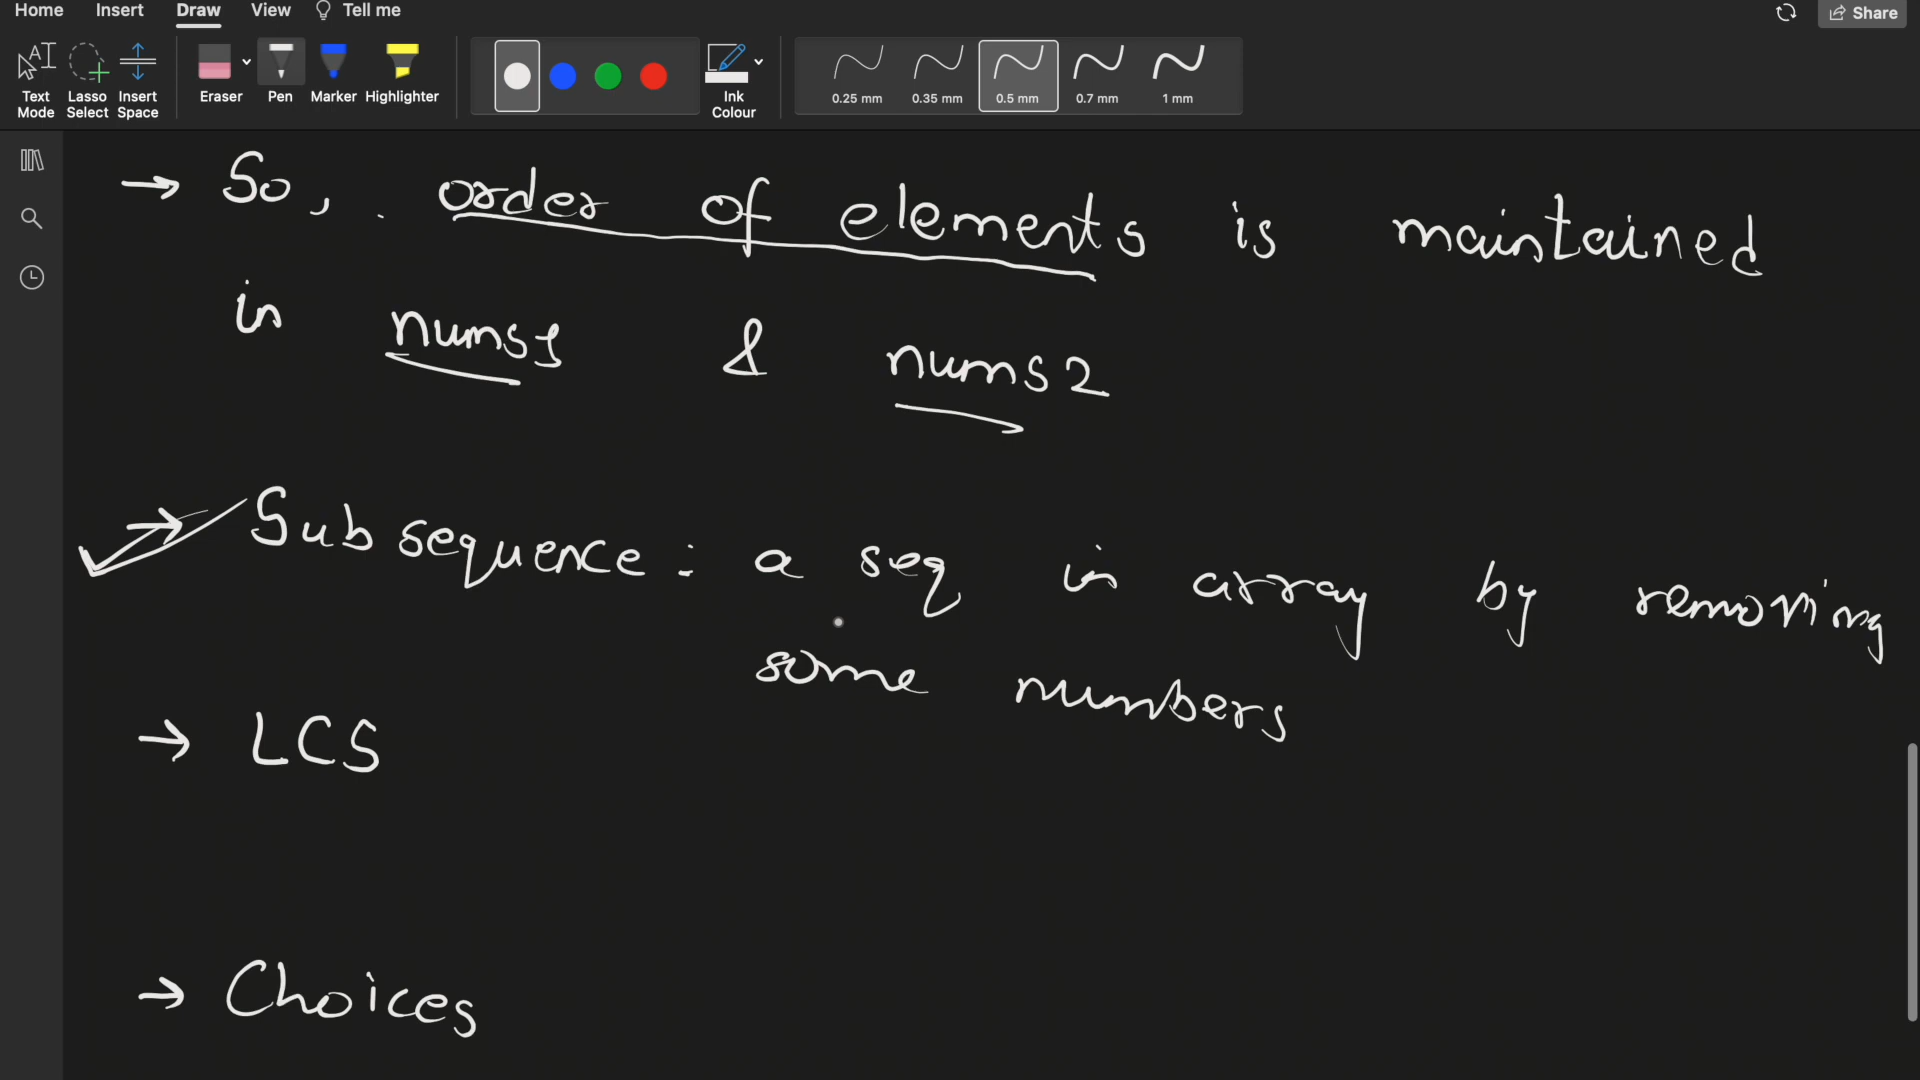 Home Insert Draw View Tell me Share
Text Mode Lasso Select Insert Space Eraser Pen Marker Highlighter Ink Colour 0.25 mm 0.35 mm 0.5 mm 0.7 mm 1 mm
→ So, . order of elements is maintained
in nums1 & nums2
→ Subsequence : a seq in array by removing
some numbers
→ LCS
→ Choices